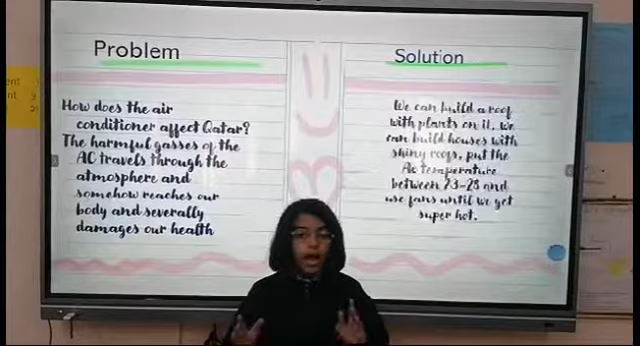 Problem
How does the air
conditioner affect Qatar?
The harmful gasses of the
AC travels through the
atmosphere and
somehow reaches our
body and severally
damages our health
Solution
We can build a roof
with plants on it, we
can build houses with
shiny roofs, put the
Ac temperature
between 23-28 and
use fans until we get
super hot.